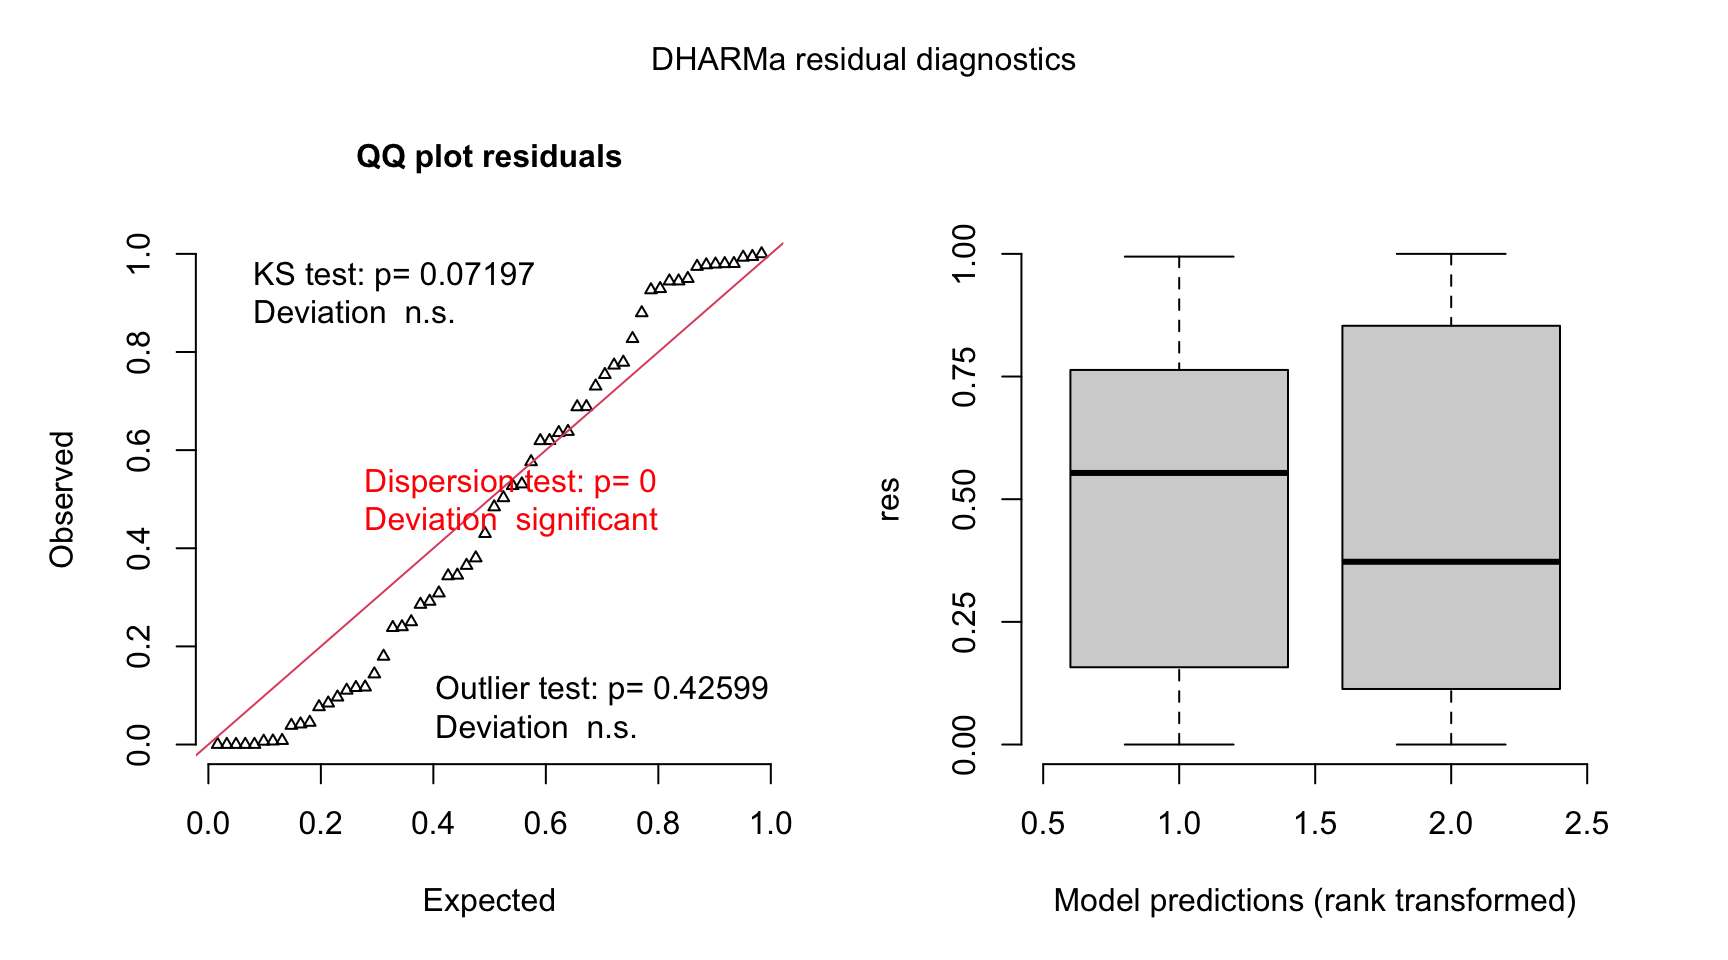 DHARMa residual diagnostics
QQ plot residuals
KS test: p= 0.07197
Deviation  n.s.
Dispersion test: p= 0
Deviation  significant
Outlier test: p= 0.42599
Deviation  n.s.
Observed
0.0 0.2 0.4 0.6 0.8 1.0
0.0 0.2 0.4 0.6 0.8 1.0
Expected
res
0.00 0.25 0.50 0.75 1.00
0.5 1.0 1.5 2.0 2.5
Model predictions (rank transformed)